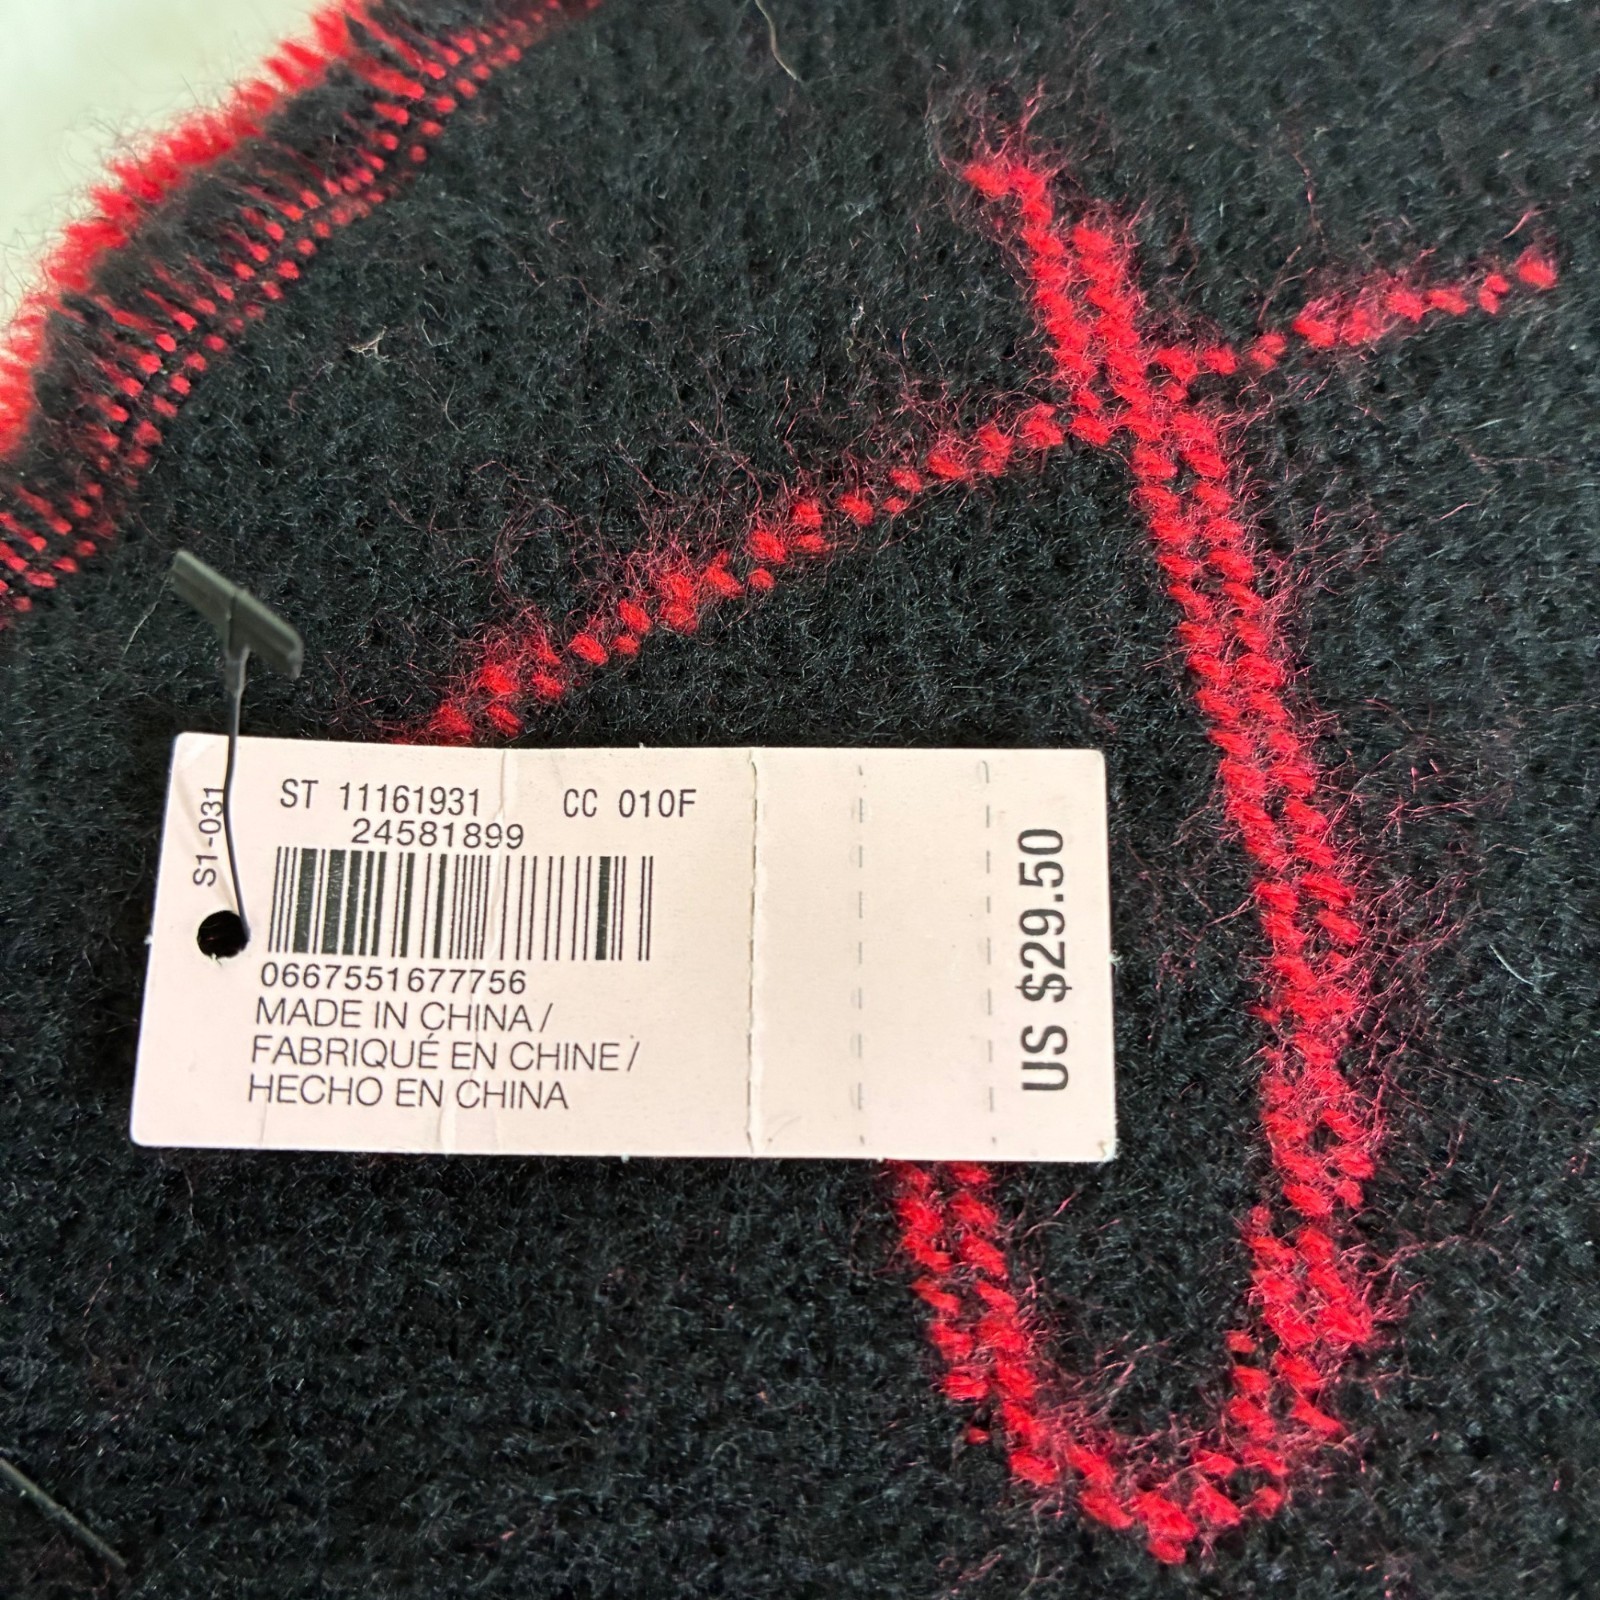 S1-031
ST 11161931 CC 010F
24581899
0667551677756
MADE IN CHINA /
FABRIQUÉ EN CHINE /
HECHO EN CHINA
US $29.50